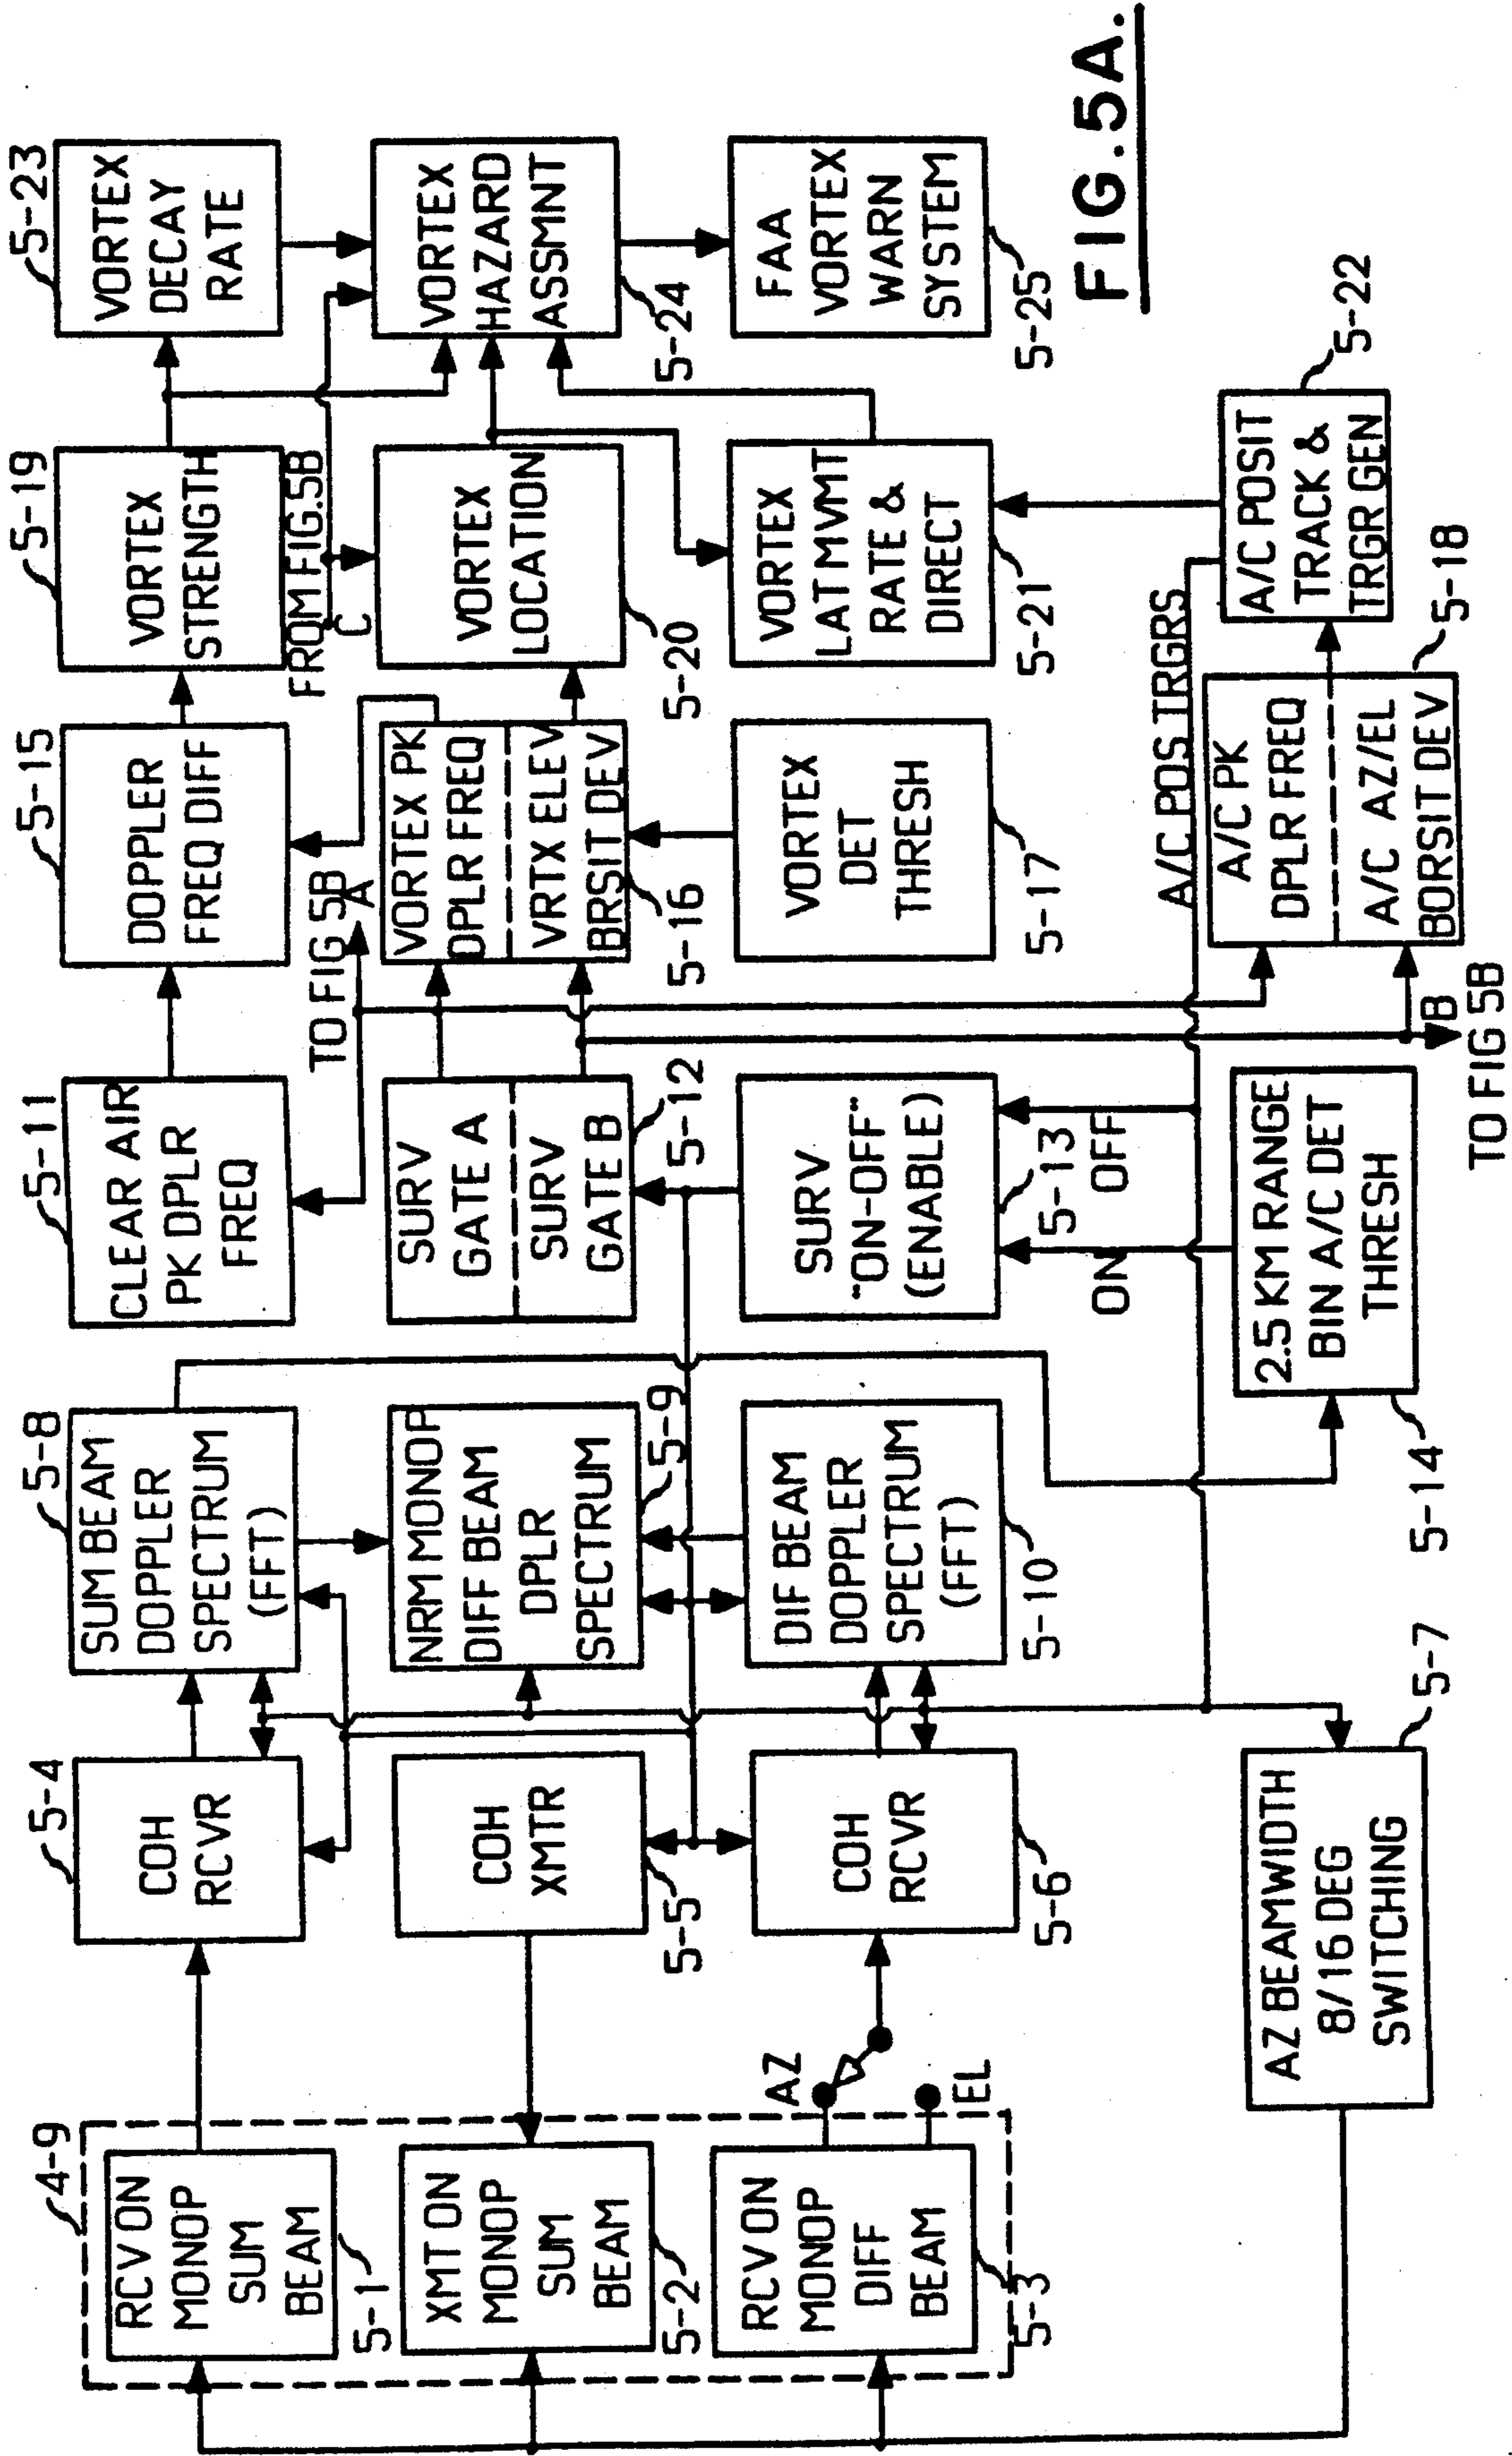 4-9
RCV ON
MONOP
SUM
BEAM
5-1
XMT ON
MONOP
SUM
BEAM
5-2
RCV ON
MONOP
DIFF
BEAM
5-3
AZ
EL
5-4
COH
RCVR
COH
XMTR
5-5
COH
RCVR
5-6
AZ BEAMWIDTH
8/16 DEG
SWITCHING
5-7
5-8
SUM BEAM
DOPPLER
SPECTRUM
(FFT)
NRM MONOP
DIFF BEAM
DPLR
SPECTRUM
5-9
DIF BEAM
DOPPLER
SPECTRUM
(FFT)
5-10
5-11
CLEAR AIR
PK DPLR
FREQ
SURV
GATE A
SURV
GATE B
5-12
SURV
"ON-OFF"
(ENABLE)
5-13
ON
OFF
2.5 KM RANGE
BIN A/C DET
THRESH
5-14
5-15
DOPPLER
FREQ DIFF
TO FIG 5B
A
VORTEX PK
DPLR FREQ
VRTX ELEV
BRSIT DEV
5-16
VORTEX
DET
THRESH
5-17
A/C POS TRGRS
A/C PK
DPLR FREQ
A/C AZ/EL
BORSIT DEV
5-18
B
TO FIG 5B
5-19
VORTEX
STRENGTH
FROM FIG.5B
C
VORTEX
LOCATION
5-20
VORTEX
LAT MVMT
RATE &
DIRECT
5-21
A/C POSIT
TRACK &
TRGR GEN
5-22
5-23
VORTEX
DECAY
RATE
VORTEX
HAZARD
ASSMNT
5-24
FAA
VORTEX
WARN
SYSTEM
5-25
FIG.5A.